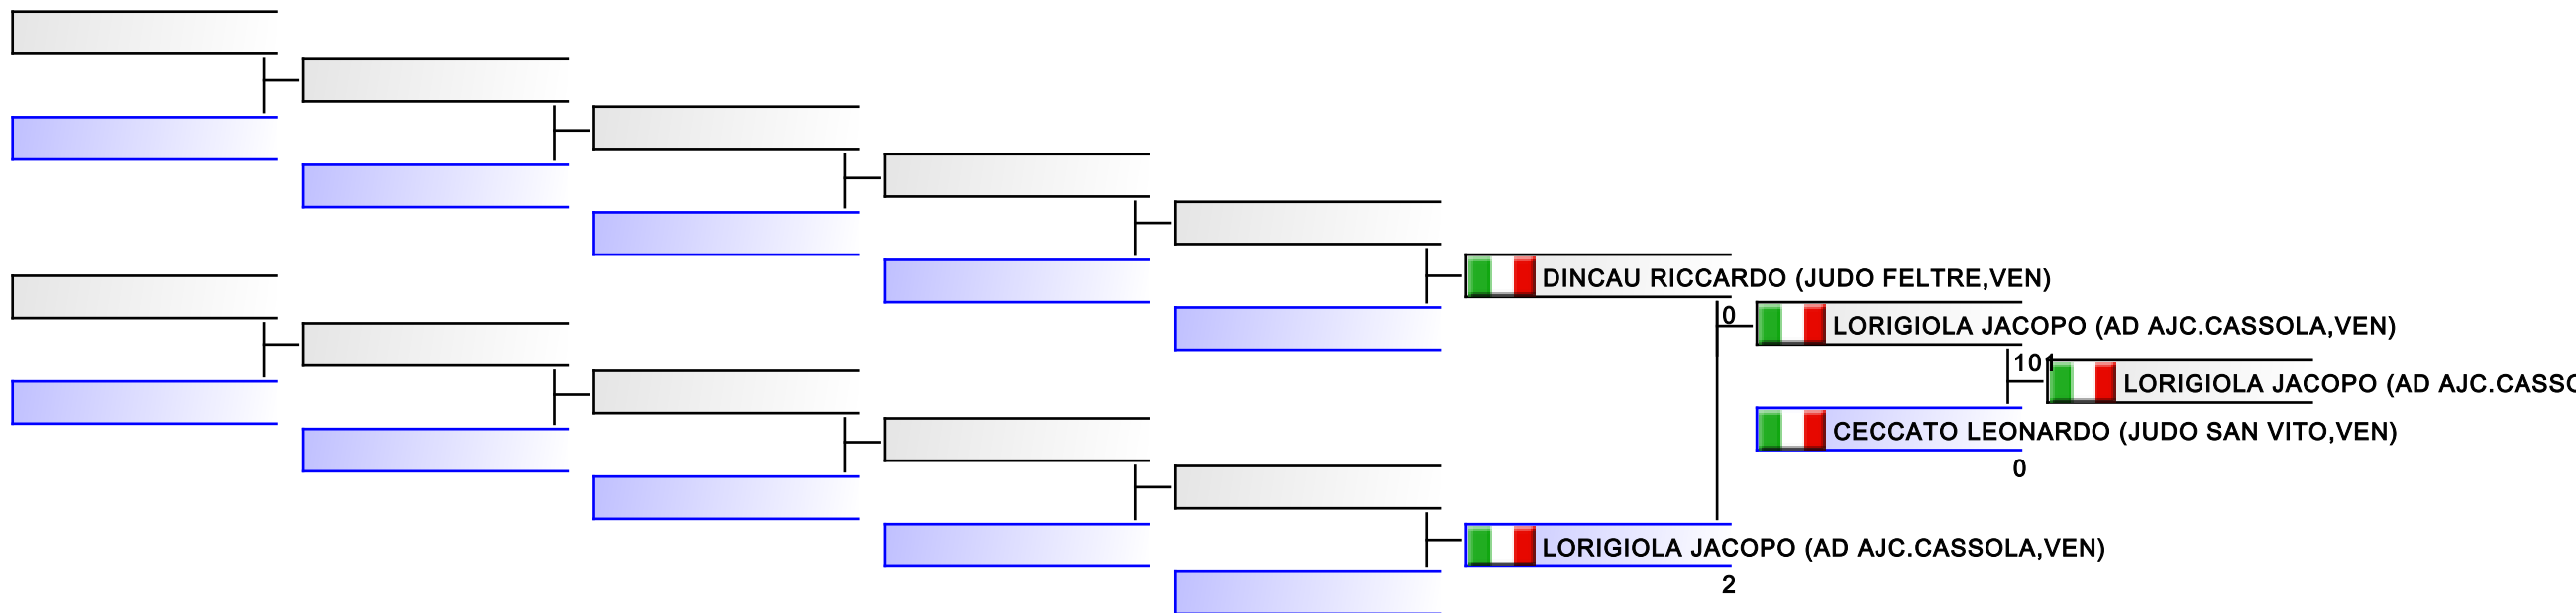 DINCAU RICCARDO (JUDO FELTRE,VEN)
0
LORIGIOLA JACOPO (AD AJC.CASSOLA,VEN)
101
LORIGIOLA JACOPO (AD AJC.CASSO
CECCATO LEONARDO (JUDO SAN VITO,VEN)
0
LORIGIOLA JACOPO (AD AJC.CASSOLA,VEN)
2